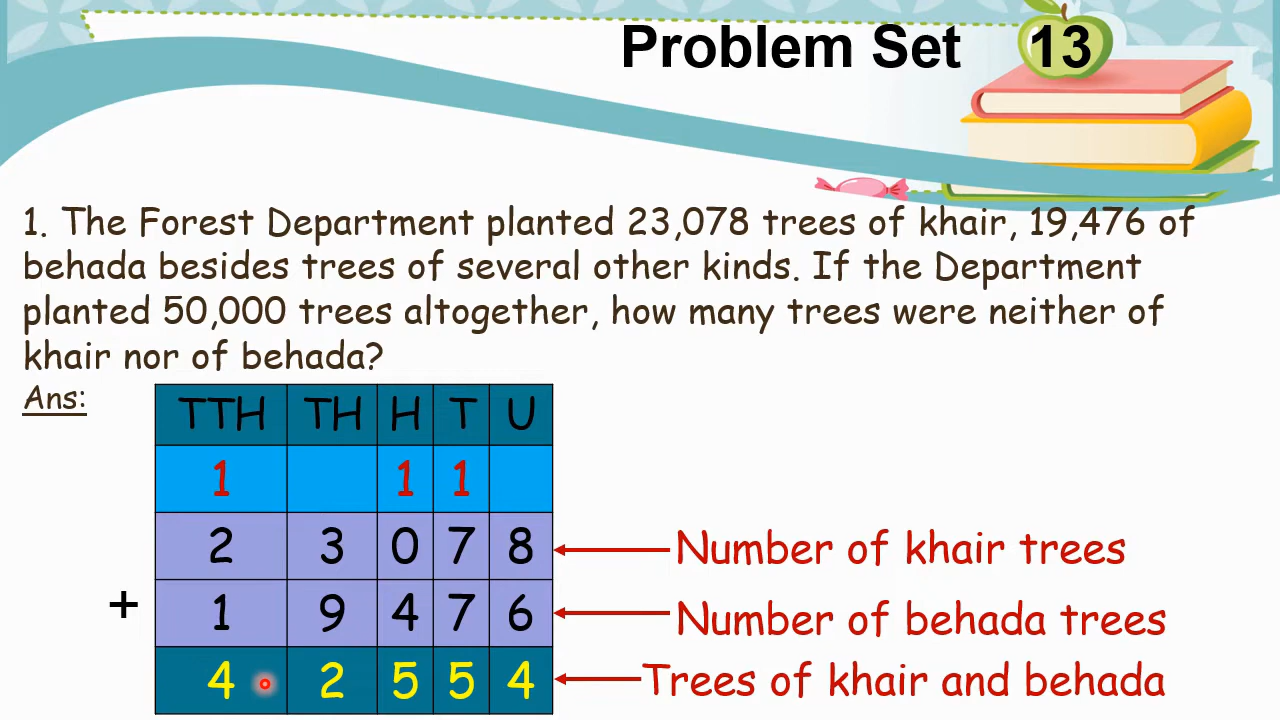 Problem Set 13
1. The Forest Department planted 23,078 trees of khair, 19,476 of
behada besides trees of several other kinds. If the Department
planted 50,000 trees altogether, how many trees were neither of
khair nor of behada?
Ans:
TTH TH H T U
1 1 1
2 3 0 7 8 Number of khair trees
+ 1 9 4 7 6 Number of behada trees
4 2 5 5 4 Trees of khair and behada